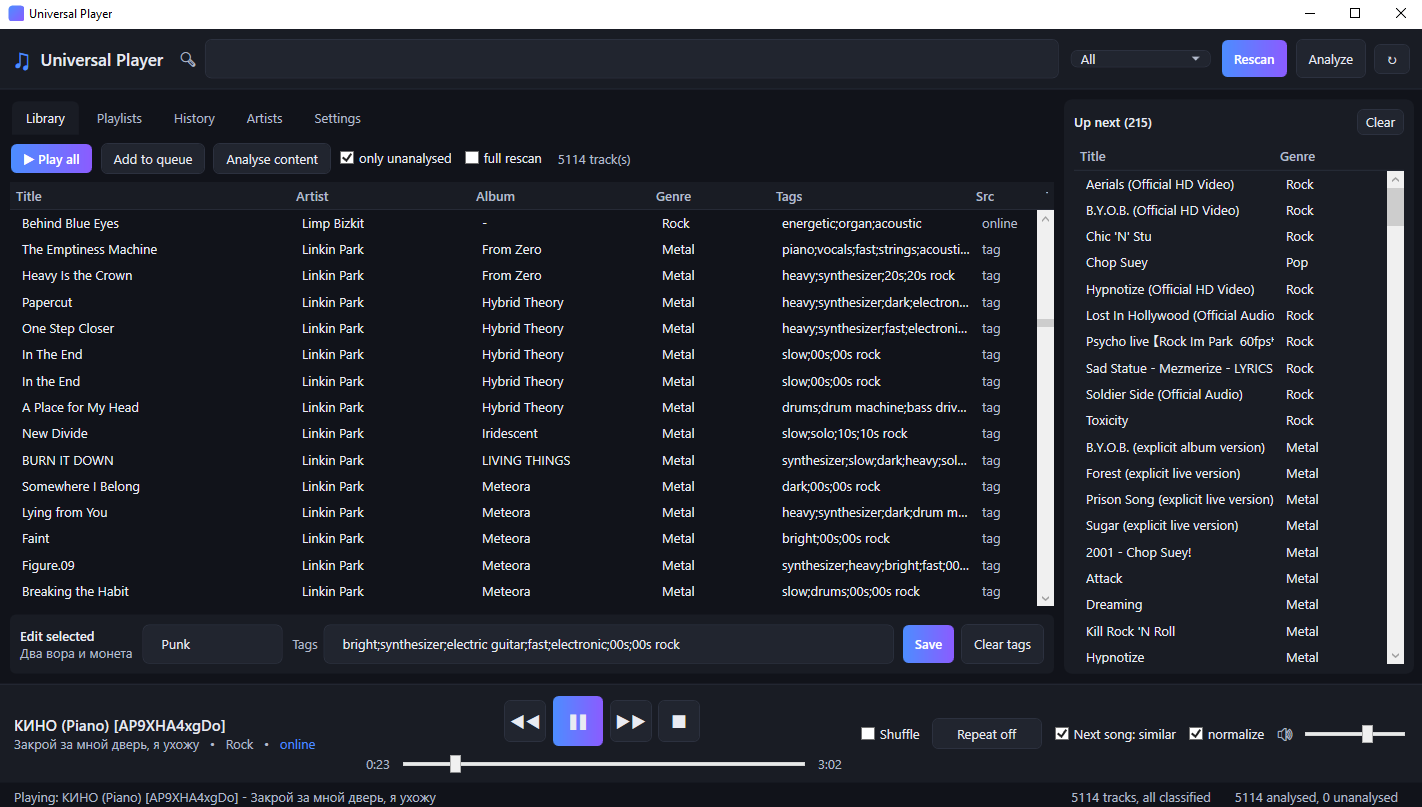 Universal Player
Universal Player All Rescan Analyze
Library Playlists History Artists Settings
Play all Add to queue Analyse content only unanalysed full rescan 5114 track(s)
Title Artist Album Genre Tags Src
Behind Blue Eyes Limp Bizkit - Rock energetic;organ;acoustic online
The Emptiness Machine Linkin Park From Zero Metal piano;vocals;fast;strings;acousti... tag
Heavy Is the Crown Linkin Park From Zero Metal heavy;synthesizer;20s;20s rock tag
Papercut Linkin Park Hybrid Theory Metal heavy;synthesizer;dark;electron... tag
One Step Closer Linkin Park Hybrid Theory Metal heavy;synthesizer;fast;electroni... tag
In The End Linkin Park Hybrid Theory Metal slow;00s;00s rock tag
In the End Linkin Park Hybrid Theory Metal slow;00s;00s rock tag
A Place for My Head Linkin Park Hybrid Theory Metal drums;drum machine;bass driv... tag
New Divide Linkin Park Iridescent Metal slow;solo;10s;10s rock tag
BURN IT DOWN Linkin Park LIVING THINGS Metal synthesizer;slow;dark;heavy;sol... tag
Somewhere I Belong Linkin Park Meteora Metal dark;00s;00s rock tag
Lying from You Linkin Park Meteora Metal heavy;synthesizer;dark;drum m... tag
Faint Linkin Park Meteora Metal bright;00s;00s rock tag
Figure.09 Linkin Park Meteora Metal synthesizer;heavy;bright;fast;00... tag
Breaking the Habit Linkin Park Meteora Metal slow;drums;00s;00s rock tag
Edit selected
Два вора и монета
Punk Tags bright;synthesizer;electric guitar;fast;electronic;00s;00s rock Save Clear tags
Up next (215) Clear
Title Genre
Aerials (Official HD Video) Rock
B.Y.O.B. (Official HD Video) Rock
Chic 'N' Stu Rock
Chop Suey Pop
Hypnotize (Official HD Video) Rock
Lost In Hollywood (Official Audio Rock
Psycho live【Rock Im Park 60fps Rock
Sad Statue - Mezmerize - LYRICS Rock
Soldier Side (Official Audio) Rock
Toxicity Rock
B.Y.O.B. (explicit album version) Metal
Forest (explicit live version) Metal
Prison Song (explicit live version) Metal
Sugar (explicit live version) Metal
2001 - Chop Suey! Metal
Attack Metal
Dreaming Metal
Kill Rock 'N Roll Metal
Hypnotize Metal
КИНО (Piano) [AP9XHA4xgDo]
Закрой за мной дверь, я ухожу • Rock • online
0:23 3:02
Shuffle Repeat off Next song: similar normalize
Playing: КИНО (Piano) [AP9XHA4xgDo] - Закрой за мной дверь, я ухожу
5114 tracks, all classified 5114 analysed, 0 unanalysed